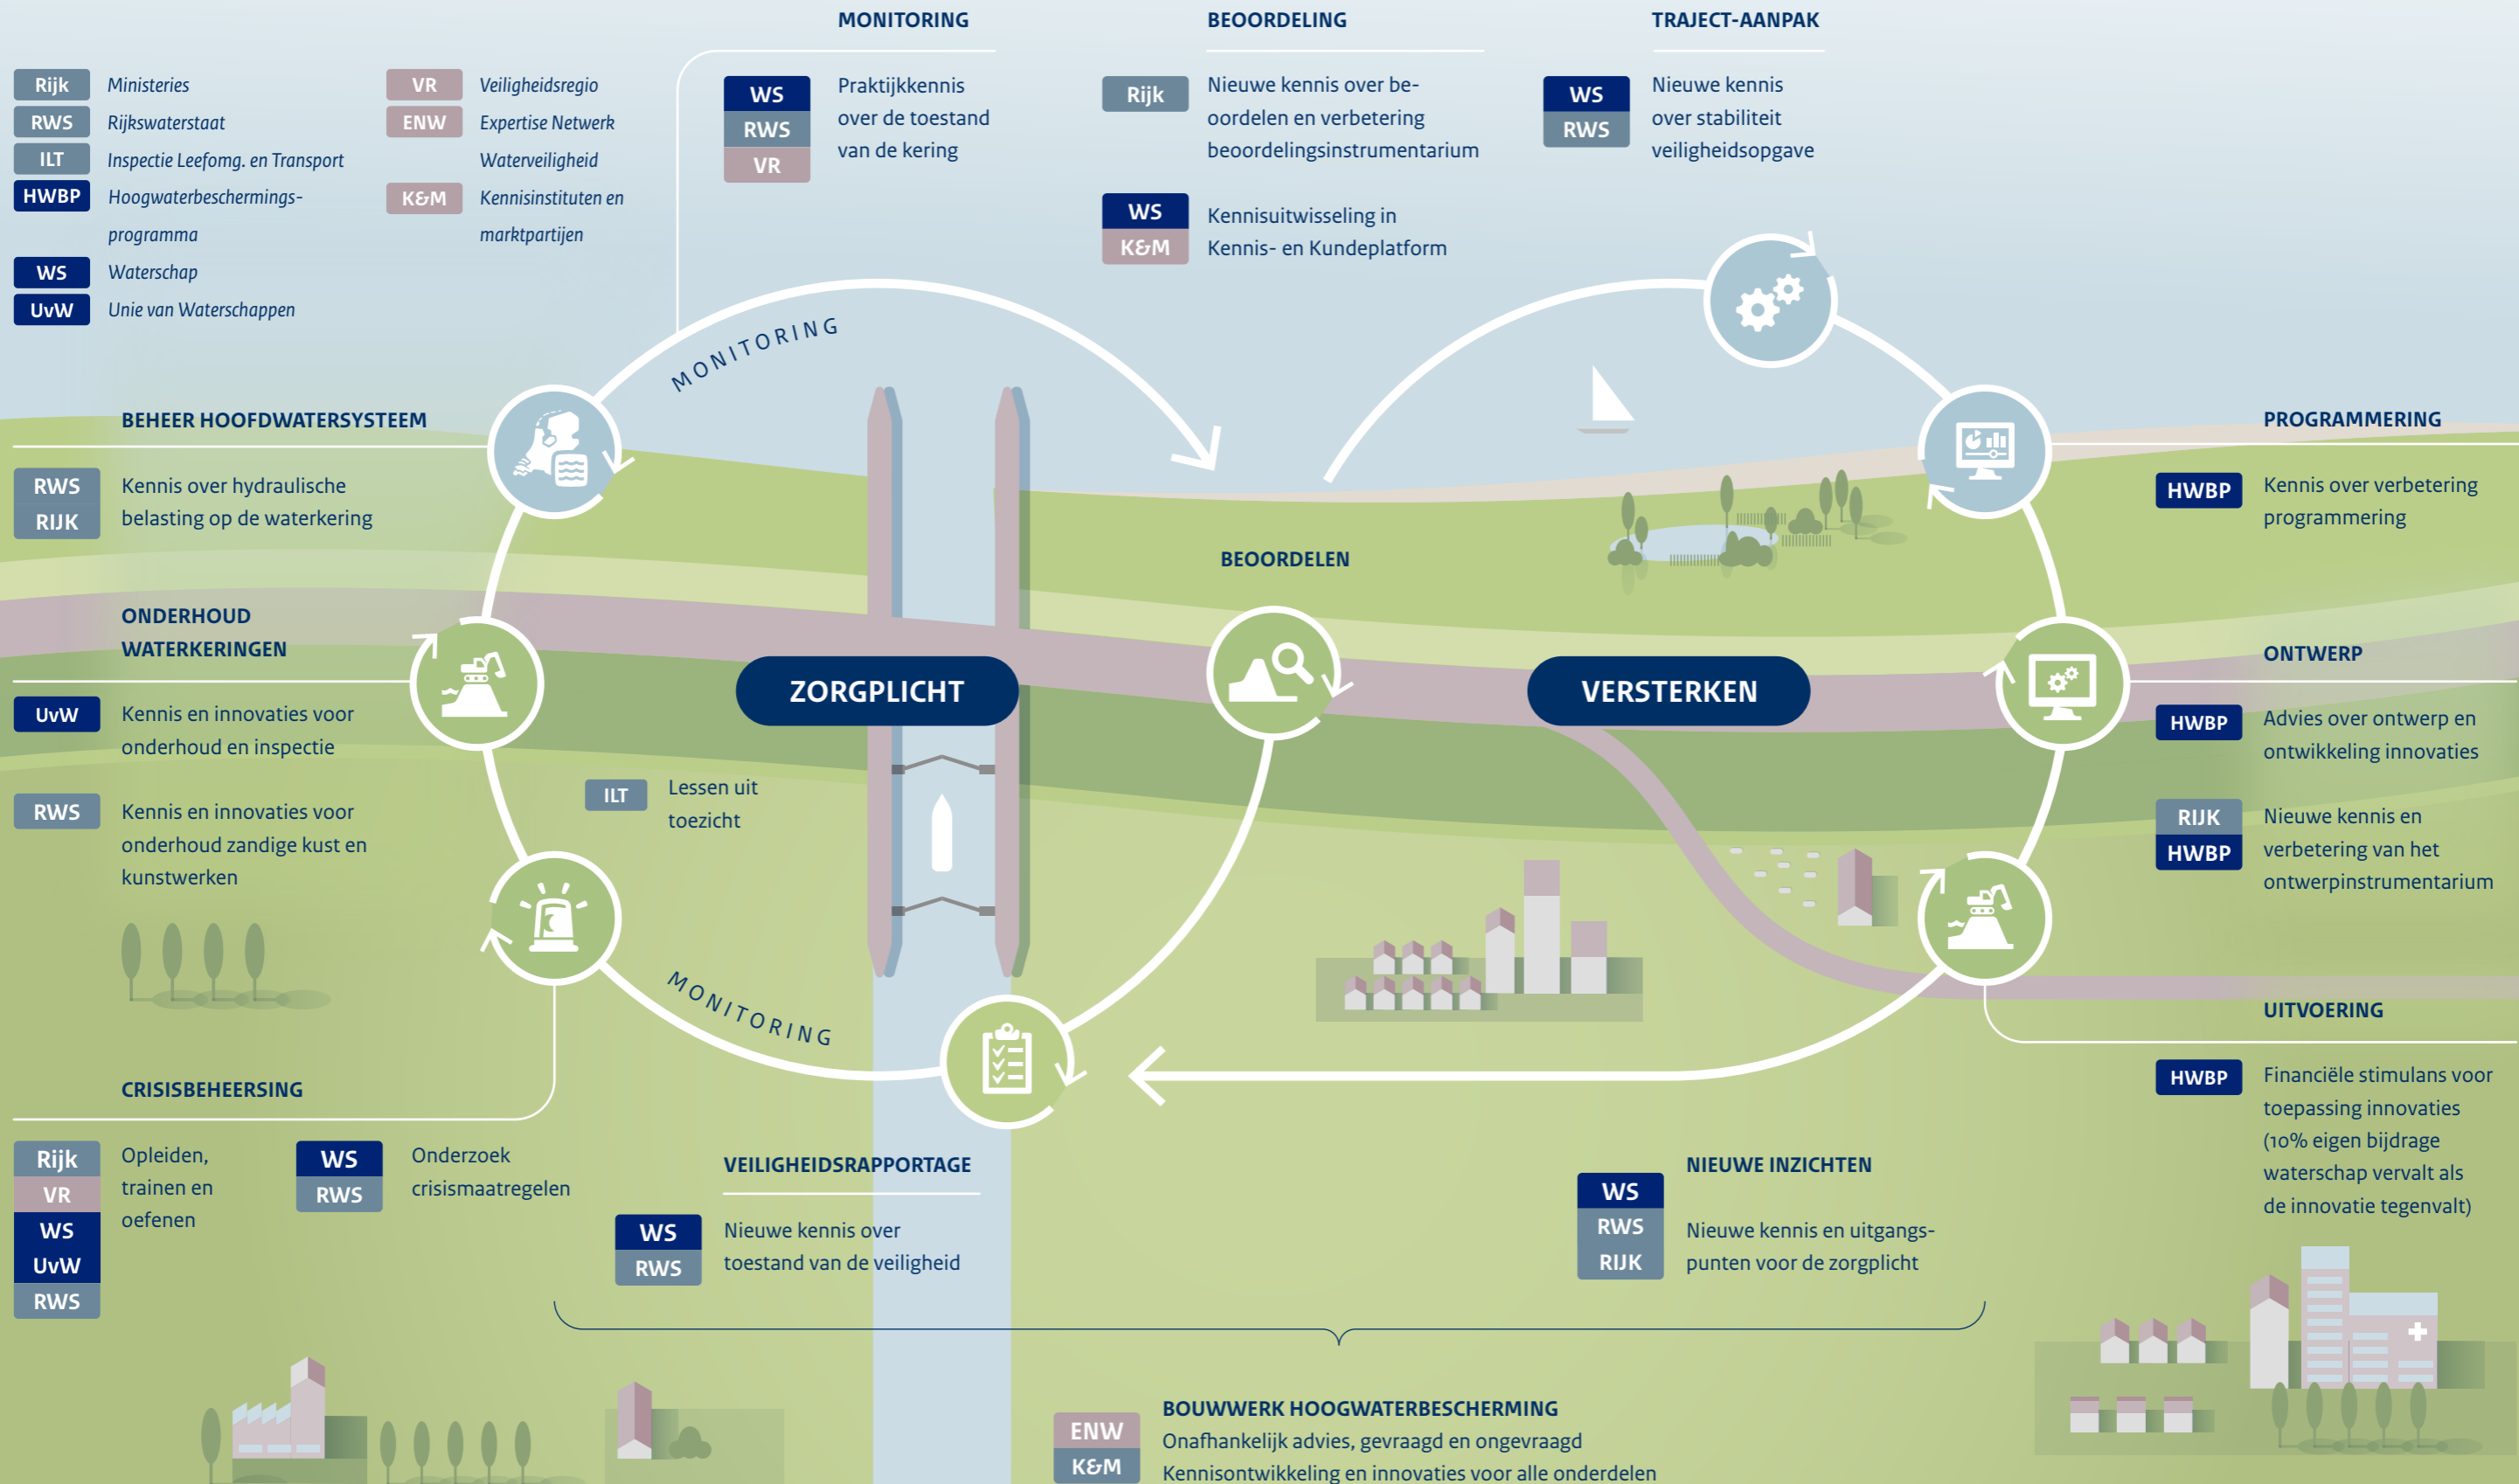 Rijk Ministeries
RWS Rijkswaterstaat
ILT Inspectie Leefomg. en Transport
HWBP Hoogwaterbeschermings-
programma
WS Waterschap
UvW Unie van Waterschappen
VR Veiligheidsregio
ENW Expertise Netwerk
Waterveiligheid
K&M Kennisinstituten en
marktpartijen
MONITORING
WS
RWS
VR
Praktijkkennis
over de toestand
van de kering
BEOORDELING
Rijk
Nieuwe kennis over be-
oordelen en verbetering
beoordelingsinstrumentarium
WS
K&M
Kennisuitwisseling in
Kennis- en Kundeplatform
TRAJECT-AANPAK
WS
RWS
Nieuwe kennis
over stabiliteit
veiligheidsopgave
MONITORING
BEHEER HOOFDWATERSYSTEEM
RWS
RIJK
Kennis over hydraulische
belasting op de waterkering
PROGRAMMERING
HWBP
Kennis over verbetering
programmering
BEOORDELEN
ONDERHOUD
WATERKERINGEN
UvW
Kennis en innovaties voor
onderhoud en inspectie
RWS
Kennis en innovaties voor
onderhoud zandige kust en
kunstwerken
ZORGPLICHT
VERSTERKEN
ILT
Lessen uit
toezicht
ONTWERP
HWBP
Advies over ontwerp en
ontwikkeling innovaties
RIJK
HWBP
Nieuwe kennis en
verbetering van het
ontwerpinstrumentarium
MONITORING
UITVOERING
HWBP
Financiële stimulans voor
toepassing innovaties
(10% eigen bijdrage
waterschap vervalt als
de innovatie tegenvalt)
CRISISBEHEERSING
Rijk
VR
WS
UvW
RWS
Opleiden,
trainen en
oefenen
WS
RWS
Onderzoek
crisismaatregelen
VEILIGHEIDSRAPPORTAGE
WS
RWS
Nieuwe kennis over
toestand van de veiligheid
NIEUWE INZICHTEN
WS
RWS
RIJK
Nieuwe kennis en uitgangs-
punten voor de zorgplicht
BOUWWERK HOOGWATERBESCHERMING
ENW
K&M
Onafhankelijk advies, gevraagd en ongevraagd
Kennisontwikkeling en innovaties voor alle onderdelen